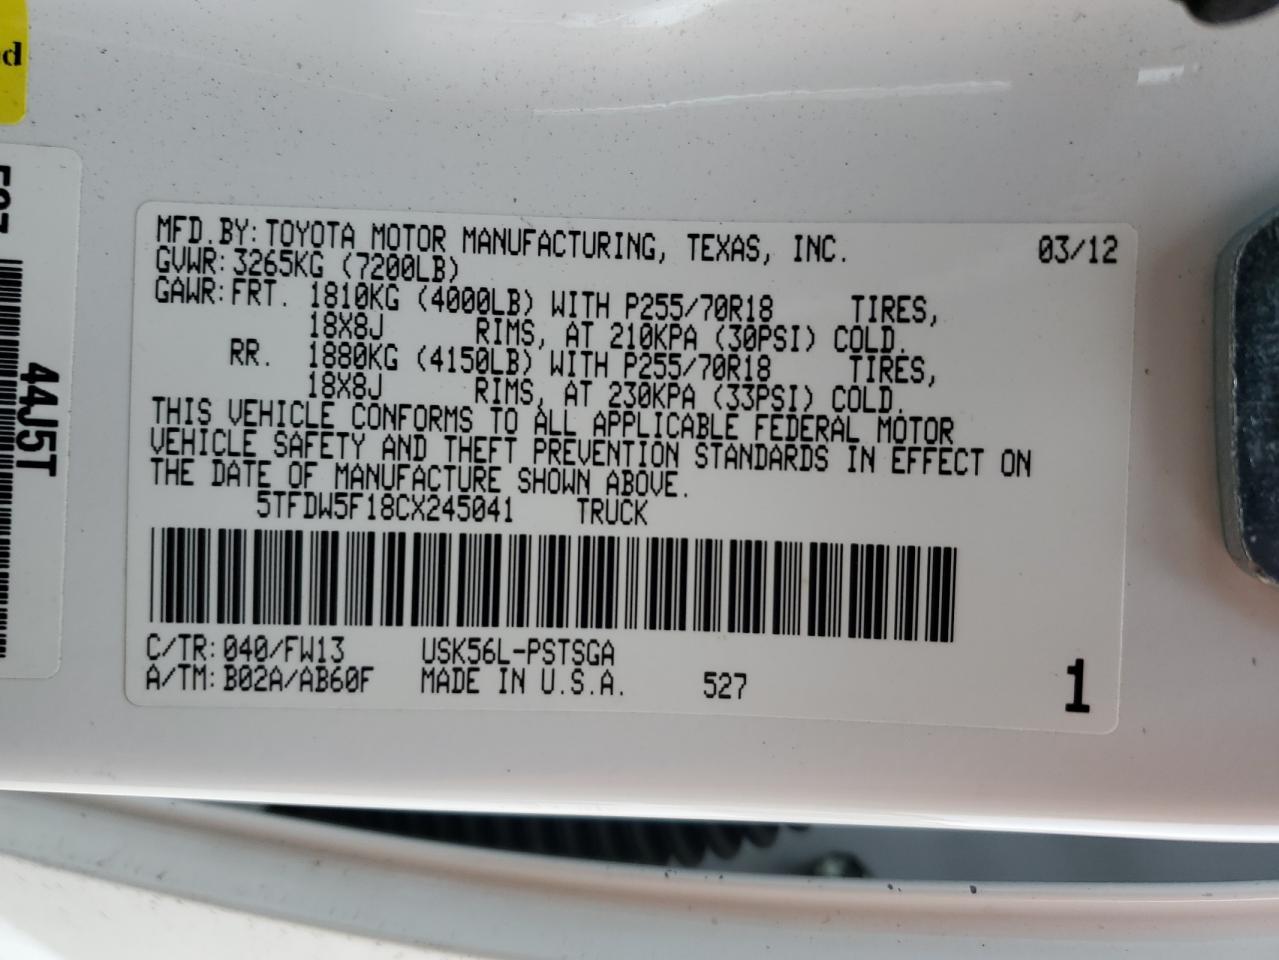 d
44J5T
MFD.BY: TOYOTA MOTOR MANUFACTURING, TEXAS, INC. 03/12
GVWR: 3265KG (7200LB)
GAWR: FRT. 1810KG (4000LB) WITH P255/70R18 TIRES,
18X8J RIMS, AT 210KPA (30PSI) COLD.
RR. 1880KG (4150LB) WITH P255/70R18 TIRES,
18X8J RIMS, AT 230KPA (33PSI) COLD.
THIS VEHICLE CONFORMS TO ALL APPLICABLE FEDERAL MOTOR
VEHICLE SAFETY AND THEFT PREVENTION STANDARDS IN EFFECT ON
THE DATE OF MANUFACTURE SHOWN ABOVE.
5TFDW5F18CX245041 TRUCK
C/TR: 040/FW13 USK56L-PSTSGA
A/TM: B02A/AB60F MADE IN U.S.A. 527 1